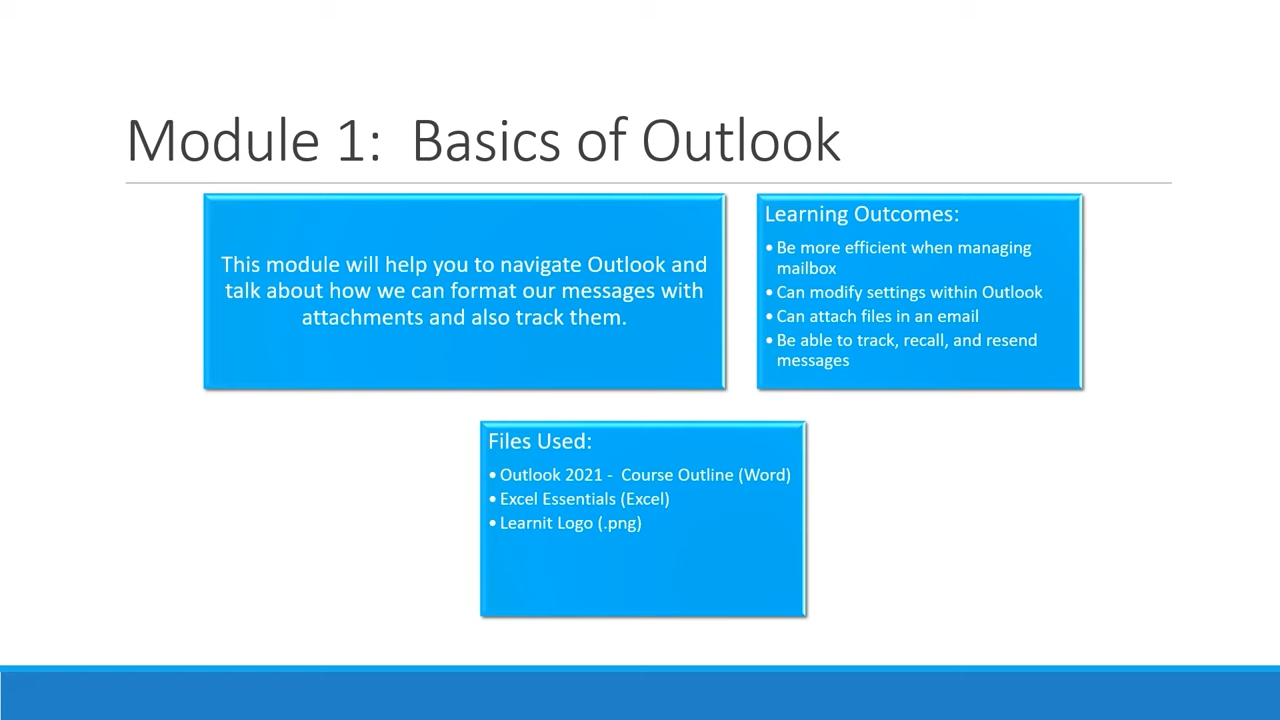 Module 1:  Basics of Outlook
This module will help you to navigate Outlook and
talk about how we can format our messages with
attachments and also track them.
Learning Outcomes:
• Be more efficient when managing
mailbox
• Can modify settings within Outlook
• Can attach files in an email
• Be able to track, recall, and resend
messages
Files Used:
• Outlook 2021 -  Course Outline (Word)
• Excel Essentials (Excel)
• Learnit Logo (.png)